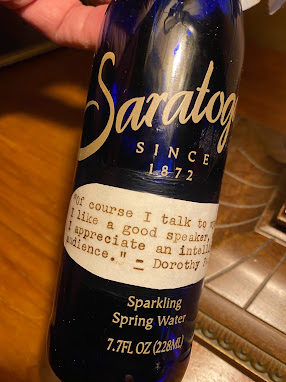 Saratog
SINCE
1872
"Of course I talk to
I like a good speaker,
I appreciate an
audience." — Dorothy
Sparkling
Spring Water
7.7FL OZ (228ML)